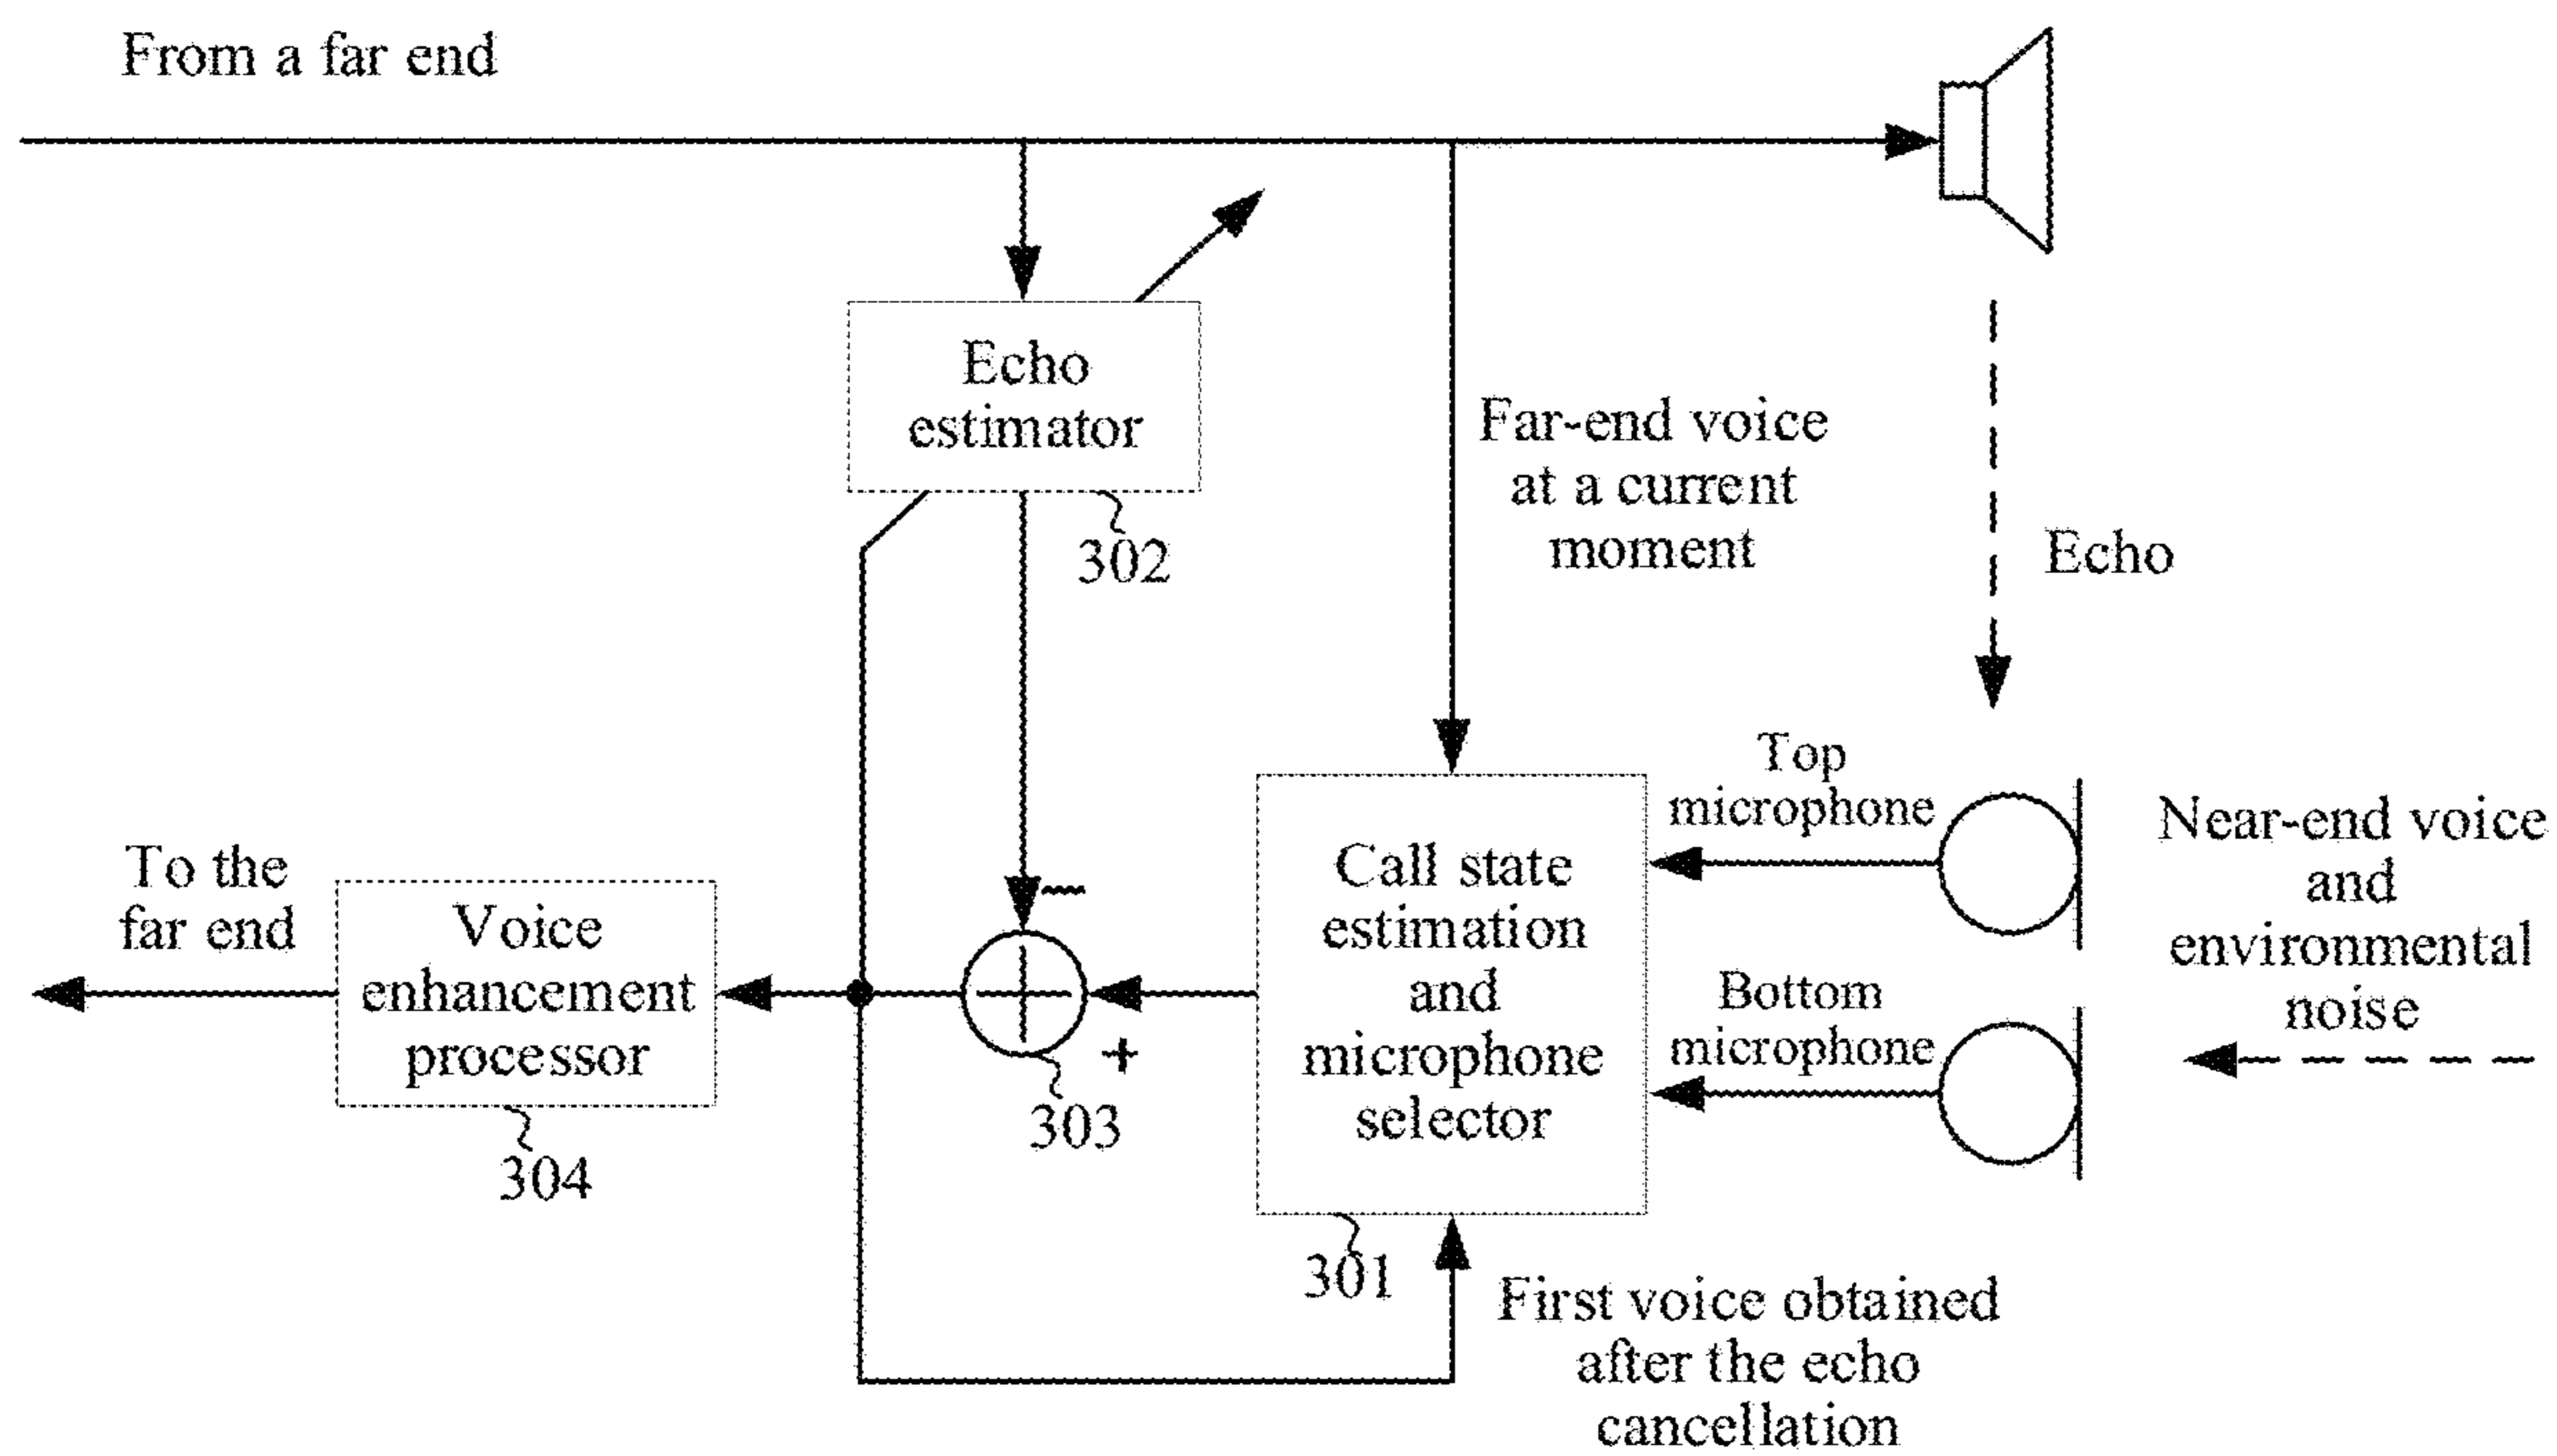 From a far end
Echo
estimator
302
Far-end voice
at a current
moment
Echo
Top
microphone
Near-end voice
and
environmental
noise
To the
far end
Voice
enhancement
processor
304
−
+
303
Call state
estimation
and
microphone
selector
301
Bottom
microphone
First voice obtained
after the echo
cancellation